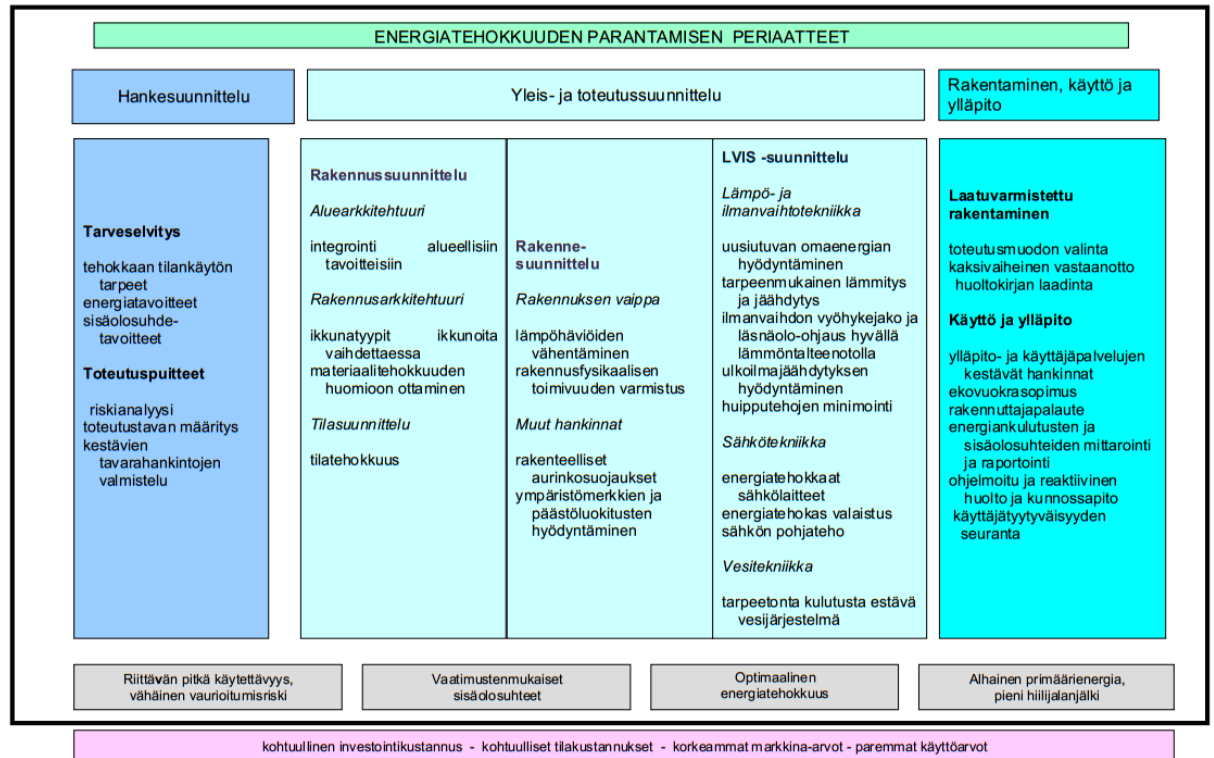 ENERGIATEHOKKUUDEN PARANTAMISEN PERIAATTEET
Hankesuunnittelu
Yleis- ja toteutussuunnittelu
Rakentaminen, käyttö ja
ylläpito
Tarveselvitys
tehokkaan tilankäytön
tarpeet
energiatavoitteet
sisäolosuhde-
tavoitteet
Toteutuspuitteet
riskianalyysi
toteutustavan määritys
kestävien
tavarahankintojen
valmistelu
Rakennussuunnittelu
Aluearkkitehtuuri
integrointi alueellisiin
tavoitteisiin
Rakennusarkkitehtuuri
ikkunatyypit ikkunoita
vaihdettaessa
materiaalitehokkuuden
huomioon ottaminen
Tilasuunnittelu
tilatehokkuus
Rakenne-
suunnittelu
Rakennuksen vaippa
lämpöhäviöiden
vähentäminen
rakennusfysikaalisen
toimivuuden varmistus
Muut hankinnat
rakenteelliset
aurinkosuojaukset
ympäristömerkkien ja
päästöluokitusten
hyödyntäminen
LVIS -suunnittelu
Lämpö- ja
ilmanvaihtotekniikka
uusiutuvan omaenergian
hyödyntäminen
tarpeenmukainen lämmitys
ja jäähdytys
ilmanvaihdon vyöhykejako ja
läsnäolo-ohjaus hyvällä
lämmöntalteenotolla
ulkoilmajäähdytyksen
hyödyntäminen
huipputehojen minimointi
Sähkötekniikka
energiatehokkaat
sähkölaitteet
energiatehokas valaistus
sähkön pohjateho
Vesitekniikka
tarpeetonta kulutusta estävä
vesijärjestelmä
Laatuvarmistettu
rakentaminen
toteutusmuodon valinta
kaksivaiheinen vastaanotto
huoltokirjan laadinta
Käyttö ja ylläpito
ylläpito- ja käyttäjäpalvelujen
kestävät hankinnat
ekovuokrasopimus
rakennuttajapalaute
energiankulutusten ja
sisäolosuhteiden mittarointi
ja raportointi
ohjelmoitu ja reaktiivinen
huolto ja kunnossapito
käyttäjätyytyväisyyden
seuranta
Riittävän pitkä käytettävyys,
vähäinen vaurioitumisriski
Vaatimustenmukaiset
sisäolosuhteet
Optimaalinen
energiatehokkuus
Alhainen primäärienergia,
pieni hiilijalanjälki
kohtuullinen investointikustannus - kohtuulliset tilakustannukset - korkeammat markkina-arvot - paremmat käyttöarvot